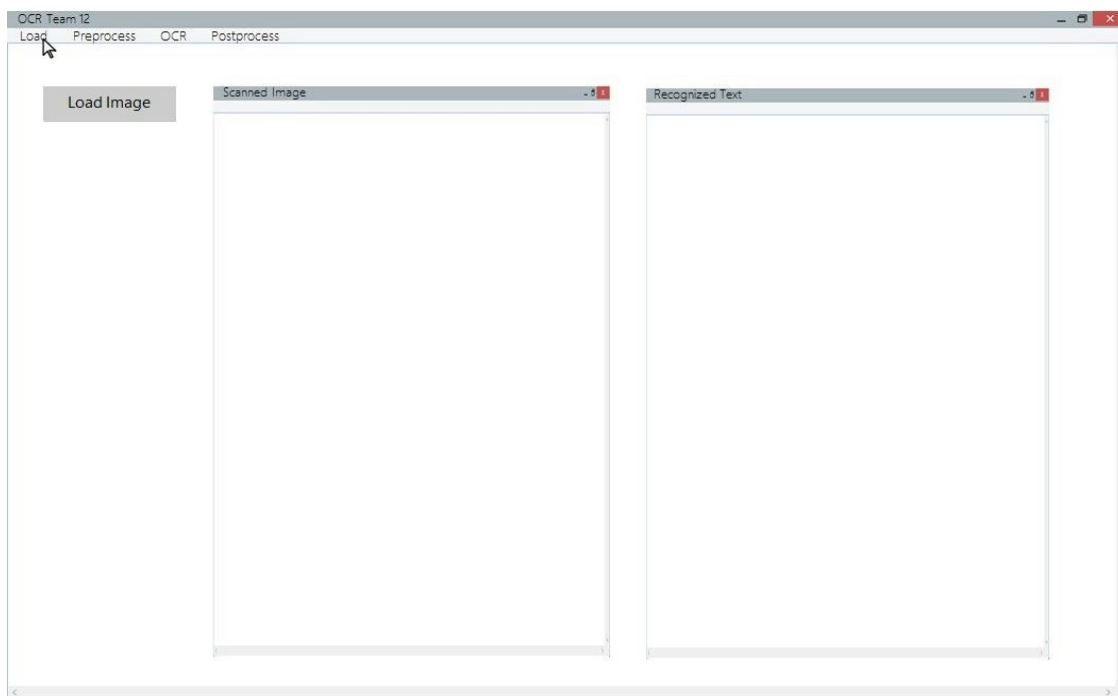 OCR Team 12
Load Preprocess OCR Postprocess
Load Image
Scanned Image
Recognized Text